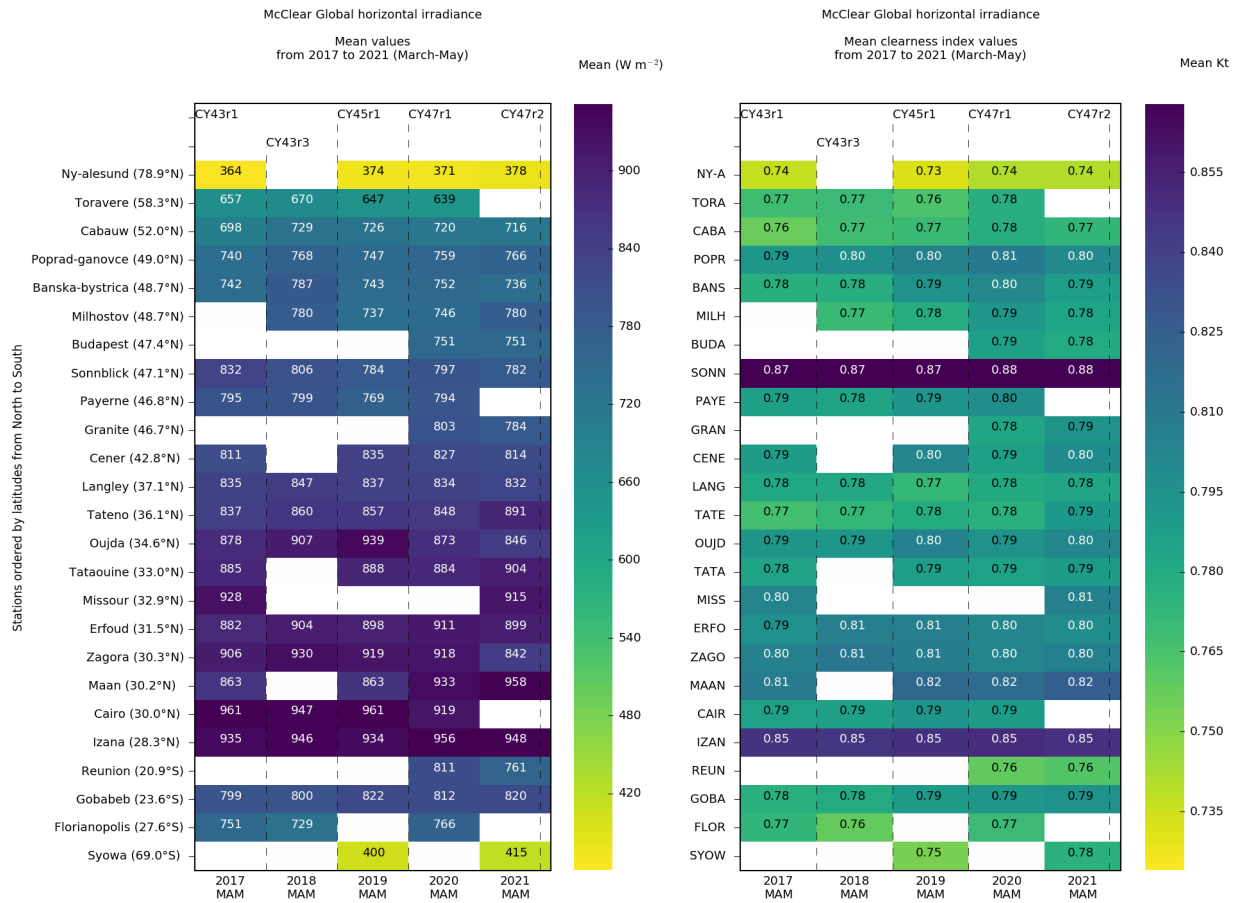 McClear Global horizontal irradiance
Mean values
from 2017 to 2021 (March-May)
Mean (W m⁻²)
CY43r1 CY45r1 CY47r1 CY47r2
CY43r3
Stations ordered by latitudes from North to South
Ny-alesund (78.9°N) 364 374 371 378
Toravere (58.3°N) 657 670 647 639
Cabauw (52.0°N) 698 729 726 720 716
Poprad-ganovce (49.0°N) 740 768 747 759 766
Banska-bystrica (48.7°N) 742 787 743 752 736
Milhostov (48.7°N) 780 737 746 780
Budapest (47.4°N) 751 751
Sonnblick (47.1°N) 832 806 784 797 782
Payerne (46.8°N) 795 799 769 794
Granite (46.7°N) 803 784
Cener (42.8°N) 811 835 827 814
Langley (37.1°N) 835 847 837 834 832
Tateno (36.1°N) 837 860 857 848 891
Oujda (34.6°N) 878 907 939 873 846
Tataouine (33.0°N) 885 888 884 904
Missour (32.9°N) 928 915
Erfoud (31.5°N) 882 904 898 911 899
Zagora (30.3°N) 906 930 919 918 842
Maan (30.2°N) 863 863 933 958
Cairo (30.0°N) 961 947 961 919
Izana (28.3°N) 935 946 934 956 948
Reunion (20.9°S) 811 761
Gobabeb (23.6°S) 799 800 822 812 820
Florianopolis (27.6°S) 751 729 766
Syowa (69.0°S) 400 415
2017 2018 2019 2020 2021
MAM MAM MAM MAM MAM
900
840
780
720
660
600
540
480
420
McClear Global horizontal irradiance
Mean clearness index values
from 2017 to 2021 (March-May)
Mean Kt
CY43r1 CY45r1 CY47r1 CY47r2
CY43r3
NY-A 0.74 0.73 0.74 0.74
TORA 0.77 0.77 0.76 0.78
CABA 0.76 0.77 0.77 0.78 0.77
POPR 0.79 0.80 0.80 0.81 0.80
BANS 0.78 0.78 0.79 0.80 0.79
MILH 0.77 0.78 0.79 0.78
BUDA 0.79 0.78
SONN 0.87 0.87 0.87 0.88 0.88
PAYE 0.79 0.78 0.79 0.80
GRAN 0.78 0.79
CENE 0.79 0.80 0.79 0.80
LANG 0.78 0.78 0.77 0.78 0.78
TATE 0.77 0.77 0.78 0.78 0.79
OUJD 0.79 0.79 0.80 0.79 0.80
TATA 0.78 0.79 0.79 0.79
MISS 0.80 0.81
ERFO 0.79 0.81 0.81 0.80 0.80
ZAGO 0.80 0.81 0.81 0.80 0.80
MAAN 0.81 0.82 0.82 0.82
CAIR 0.79 0.79 0.79 0.79
IZAN 0.85 0.85 0.85 0.85 0.85
REUN 0.76 0.76
GOBA 0.78 0.78 0.79 0.79 0.79
FLOR 0.77 0.76 0.77
SYOW 0.75 0.78
2017 2018 2019 2020 2021
MAM MAM MAM MAM MAM
0.855
0.840
0.825
0.810
0.795
0.780
0.765
0.750
0.735